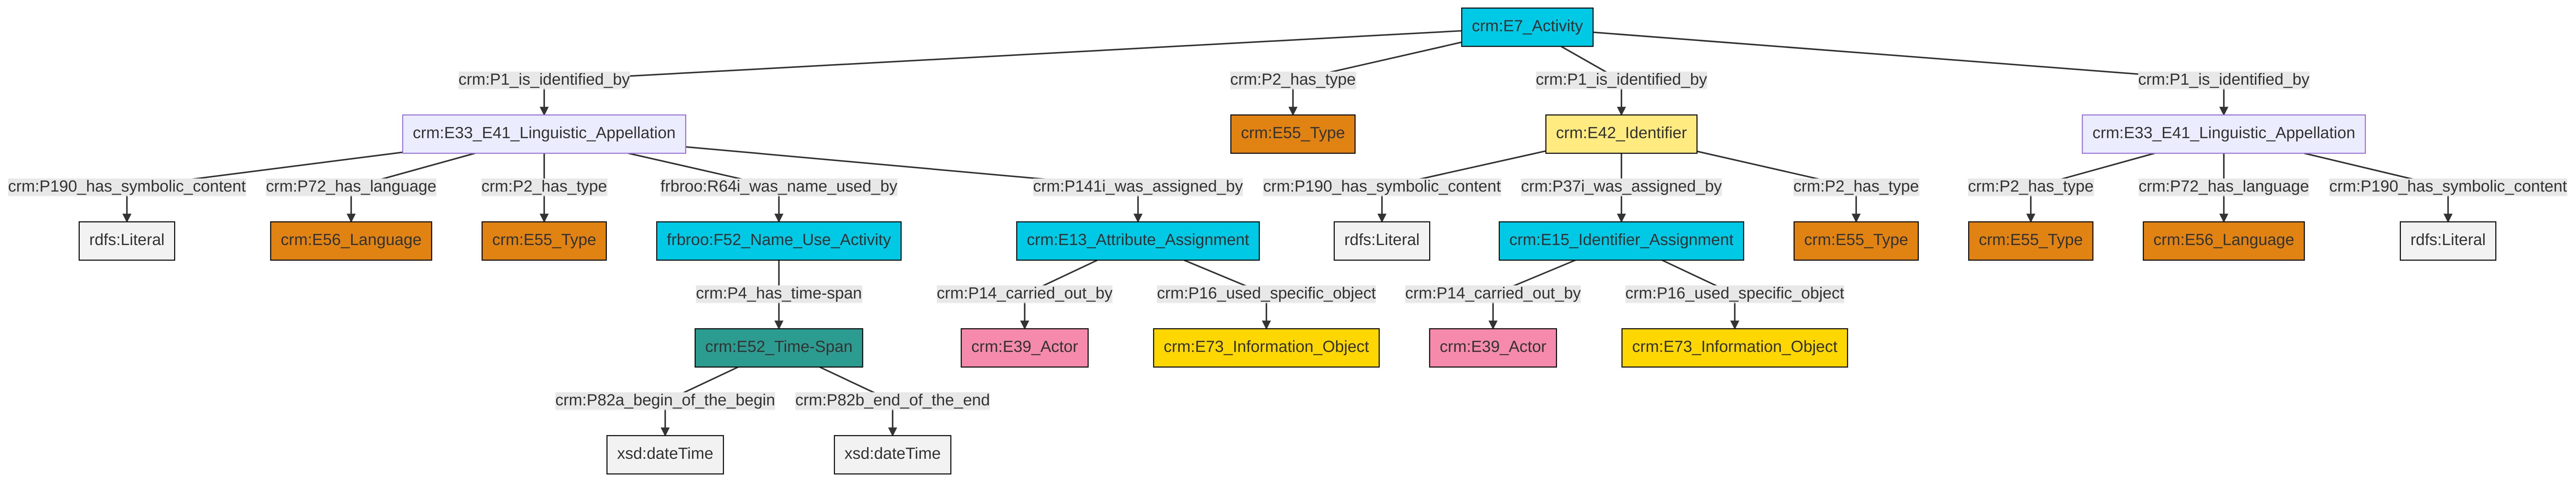 crm:E7_Activity
crm:P1_is_identified_by
crm:P2_has_type
crm:P1_is_identified_by
crm:P1_is_identified_by
crm:E33_E41_Linguistic_Appellation
crm:E55_Type
crm:E42_Identifier
crm:E33_E41_Linguistic_Appellation
crm:P190_has_symbolic_content
crm:P72_has_language
crm:P2_has_type
frbroo:R64i_was_name_used_by
crm:P141i_was_assigned_by
crm:P190_has_symbolic_content
crm:P37i_was_assigned_by
crm:P2_has_type
crm:P2_has_type
crm:P72_has_language
crm:P190_has_symbolic_content
rdfs:Literal
crm:E56_Language
crm:E55_Type
frbroo:F52_Name_Use_Activity
crm:E13_Attribute_Assignment
rdfs:Literal
crm:E15_Identifier_Assignment
crm:E55_Type
crm:E55_Type
crm:E56_Language
rdfs:Literal
crm:P4_has_time-span
crm:P14_carried_out_by
crm:P16_used_specific_object
crm:P14_carried_out_by
crm:P16_used_specific_object
crm:E52_Time-Span
crm:E39_Actor
crm:E73_Information_Object
crm:E39_Actor
crm:E73_Information_Object
crm:P82a_begin_of_the_begin
crm:P82b_end_of_the_end
xsd:dateTime
xsd:dateTime